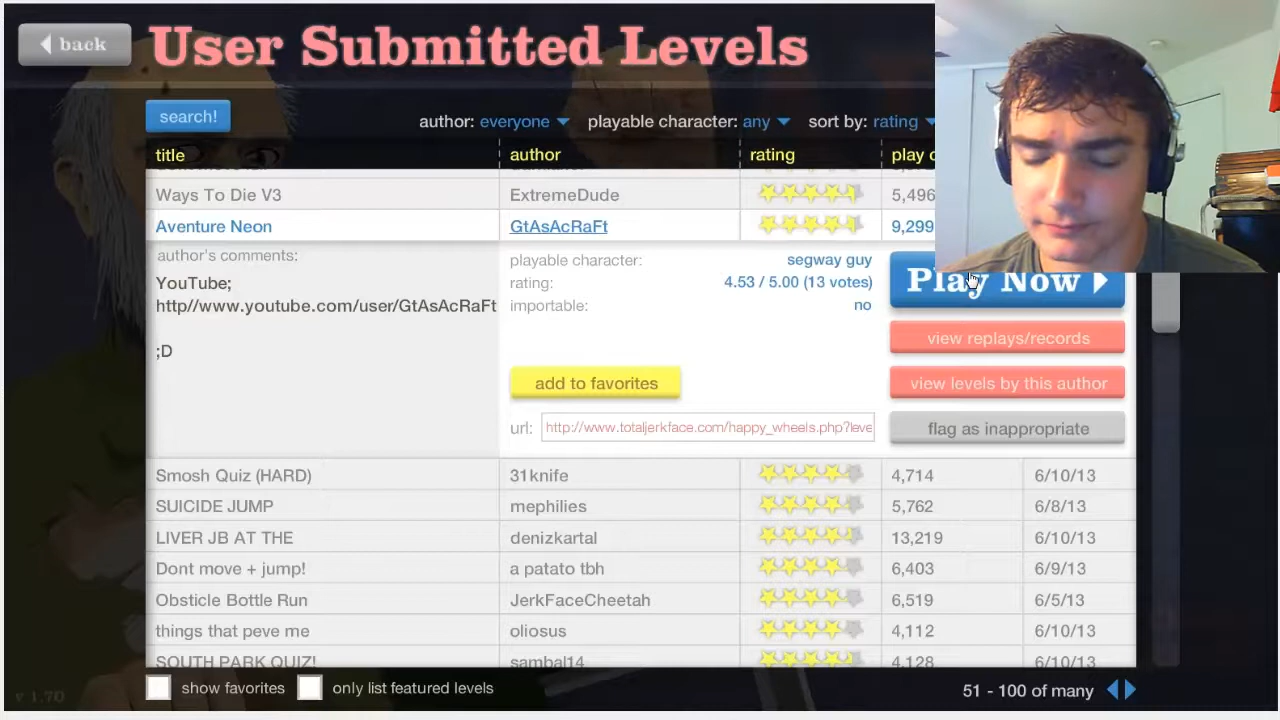 back
User Submitted Levels
search!
author: everyone playable character: any sort by: rating
title author rating play
Ways To Die V3 ExtremeDude 5,496
Aventure Neon GtAsAcRaFt 9,299
author's comments:
YouTube;
http//www.youtube.com/user/GtAsAcRaFt
;D
playable character: segway guy
rating: 4.53 / 5.00 (13 votes)
importable: no
add to favorites
url: http://www.totaljerkface.com/happy_wheels.php?leve
Play Now
view replays/records
view levels by this author
flag as inappropriate
Smosh Quiz (HARD) 31knife 4,714 6/10/13
SUICIDE JUMP mephilies 5,762 6/8/13
LIVER JB AT THE denizkartal 13,219 6/10/13
Dont move + jump! a patato tbh 6,403 6/9/13
Obsticle Bottle Run JerkFaceCheetah 6,519 6/5/13
things that peve me oliosus 4,112 6/10/13
SOUTH PARK QUIZ! sambal14 4,128 6/10/13
show favorites only list featured levels
51 - 100 of many
v 1.70